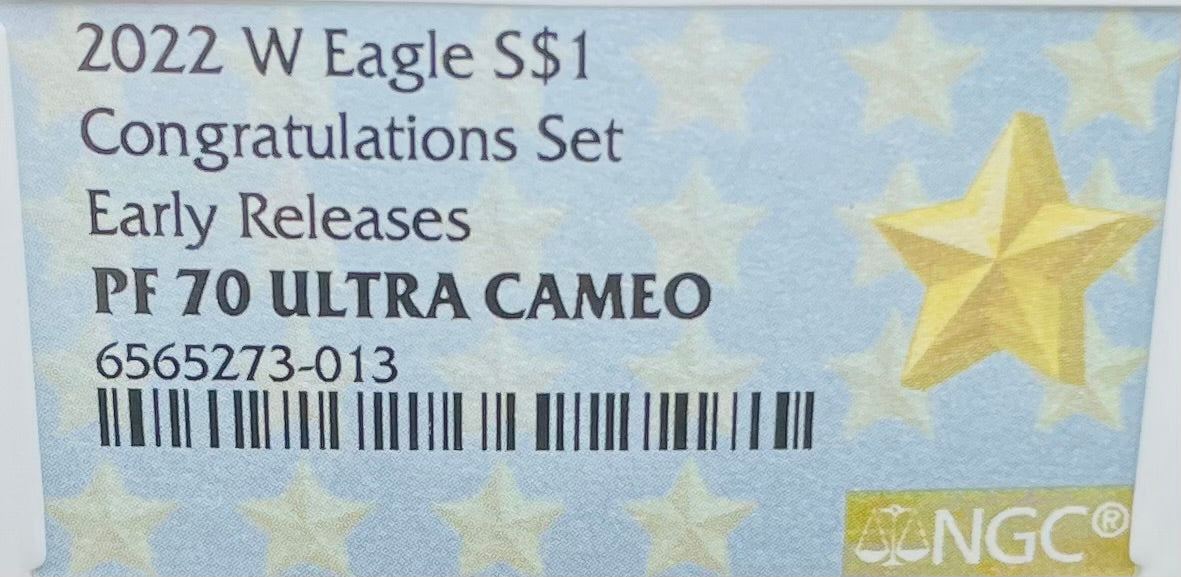 2022 W Eagle S$1
Congratulations Set
Early Releases
PF 70 ULTRA CAMEO
6565273-013
NGC®